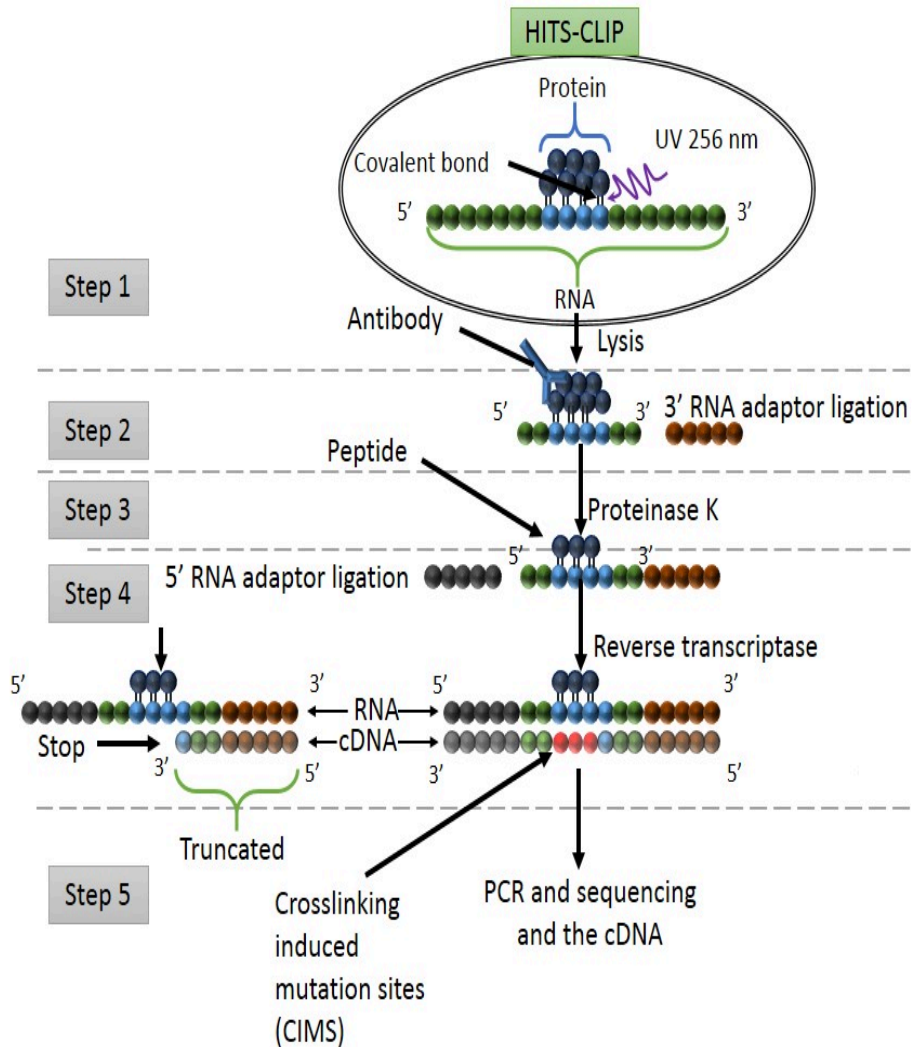 HITS-CLIP
Protein
UV 256 nm
Covalent bond
5’
3’
RNA
Step 1
Antibody
Lysis
5’
3’
3’ RNA adaptor ligation
Step 2
Peptide
Step 3
Proteinase K
5’
3’
5’ RNA adaptor ligation
Step 4
Reverse transcriptase
5’
3’
5’
3’
RNA
Stop
cDNA
3’
5’
3’
5’
Truncated
Step 5
Crosslinking
induced
mutation sites
(CIMS)
PCR and sequencing
and the cDNA